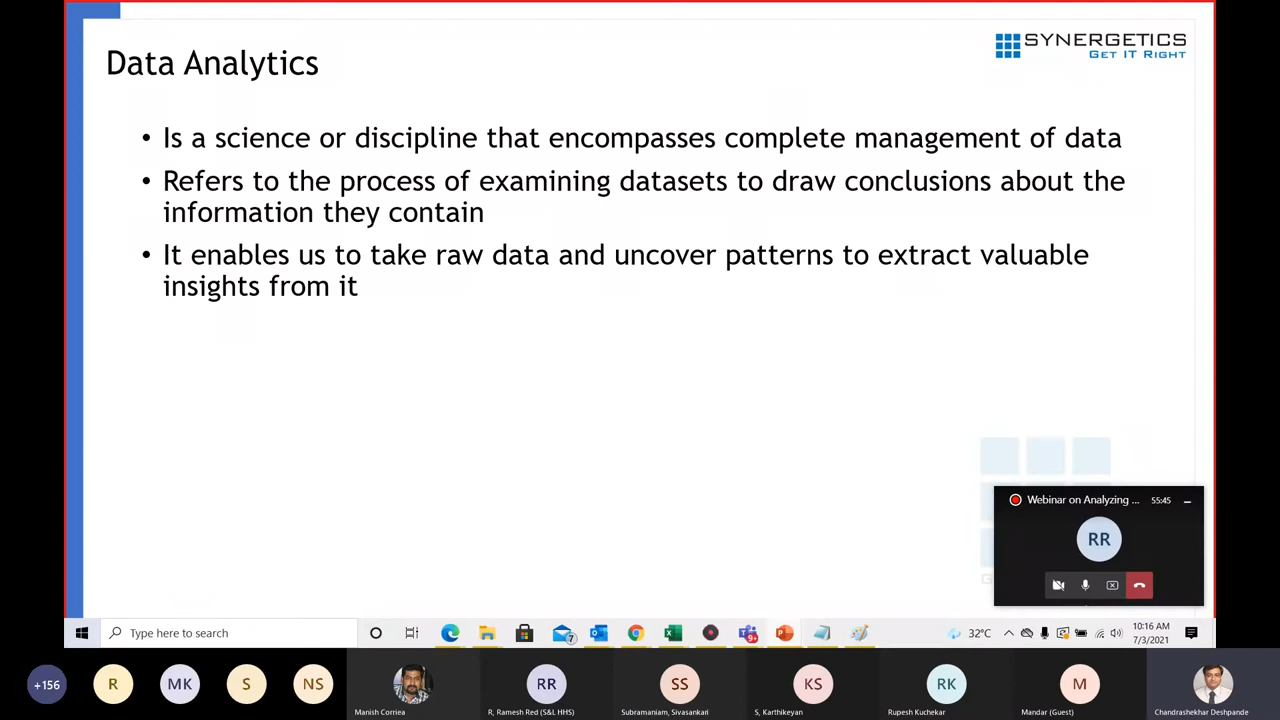 SYNERGETICS
GET IT RIGHT
Data Analytics
• Is a science or discipline that encompasses complete management of data
• Refers to the process of examining datasets to draw conclusions about the
information they contain
• It enables us to take raw data and uncover patterns to extract valuable
insights from it
Webinar on Analyzing ... 55:45
RR
Type here to search
7
9+
32°C
10:16 AM
7/3/2021
+156
R
MK
S
NS
RR
SS
KS
RK
M
Manish Corriea
R, Ramesh Red (S&L HHS)
Subramaniam, Sivasankari
S, Karthikeyan
Rupesh Kuchekar
Mandar (Guest)
Chandrashekhar Deshpande